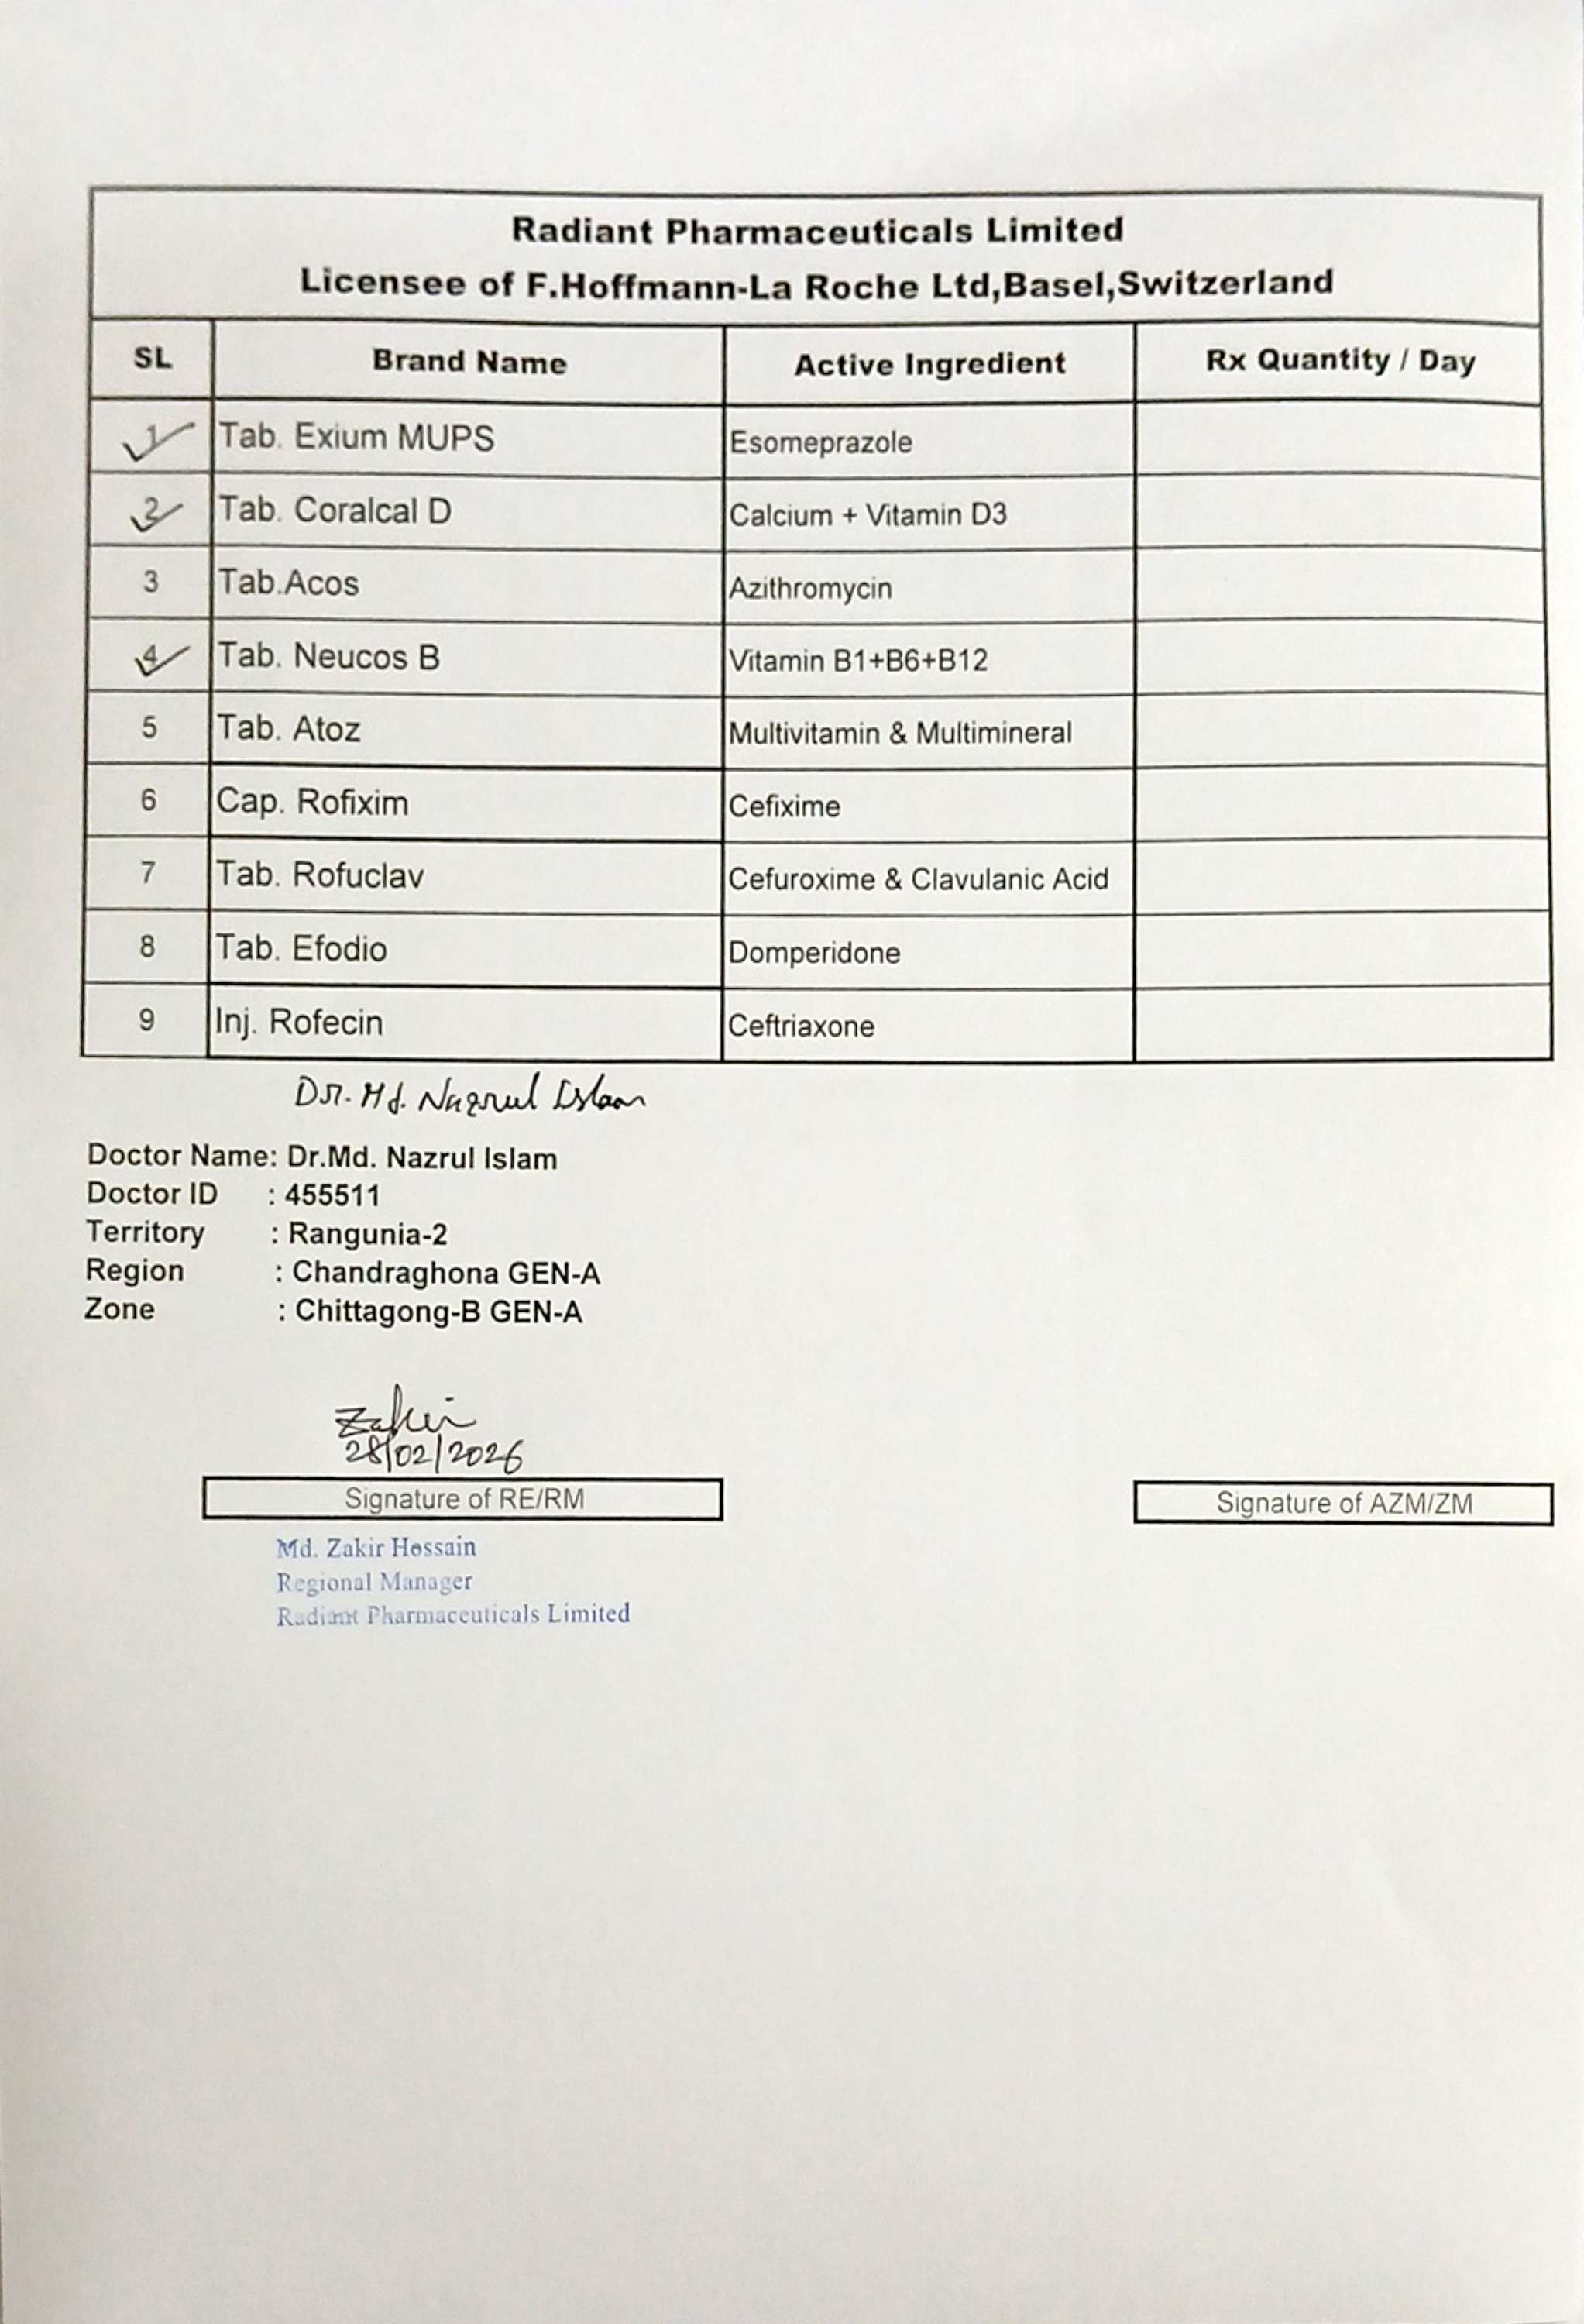 Radiant Pharmaceuticals Limited
Licensee of F.Hoffmann-La Roche Ltd,Basel,Switzerland
SL Brand Name Active Ingredient Rx Quantity / Day
1 Tab. Exium MUPS Esomeprazole
2 Tab. Coralcal D Calcium + Vitamin D3
3 Tab.Acos Azithromycin
4 Tab. Neucos B Vitamin B1+B6+B12
5 Tab. Atoz Multivitamin & Multimineral
6 Cap. Rofixim Cefixime
7 Tab. Rofuclav Cefuroxime & Clavulanic Acid
8 Tab. Efodio Domperidone
9 Inj. Rofecin Ceftriaxone
Dr. Md. Nazrul Islam
Doctor Name: Dr.Md. Nazrul Islam
Doctor ID : 455511
Territory : Rangunia-2
Region : Chandraghona GEN-A
Zone : Chittagong-B GEN-A
Zakir
28/02/2026
Signature of RE/RM Signature of AZM/ZM
Md. Zakir Hossain
Regional Manager
Radiant Pharmaceuticals Limited